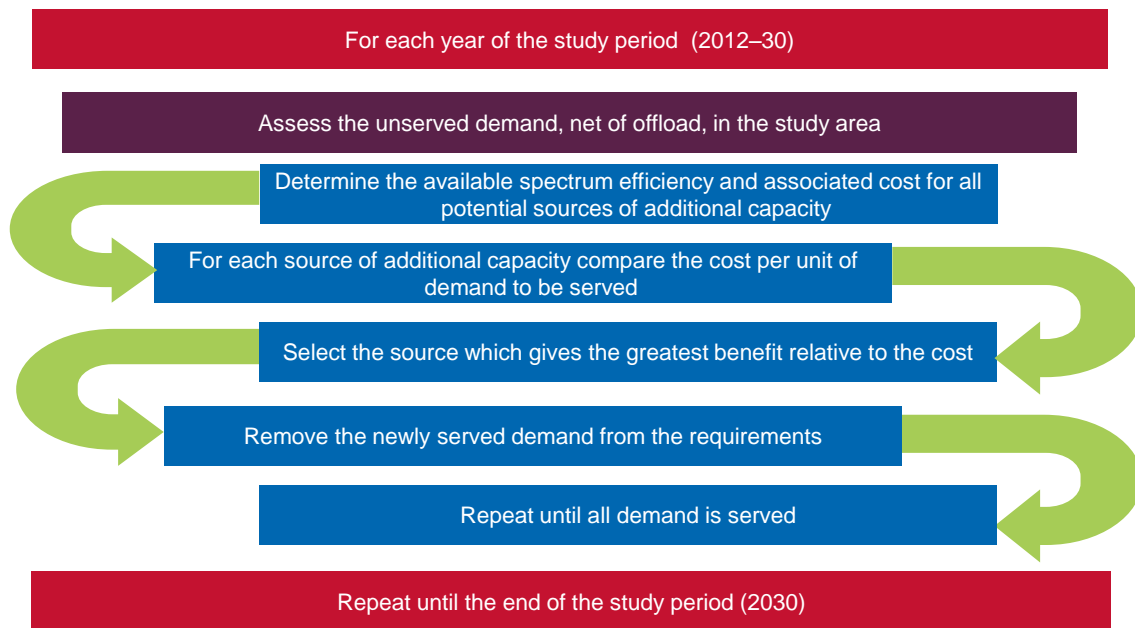 For each year of the study period (2012–30)
Assess the unserved demand, net of offload, in the study area
Determine the available spectrum efficiency and associated cost for all
potential sources of additional capacity
For each source of additional capacity compare the cost per unit of
demand to be served
Select the source which gives the greatest benefit relative to the cost
Remove the newly served demand from the requirements
Repeat until all demand is served
Repeat until the end of the study period (2030)